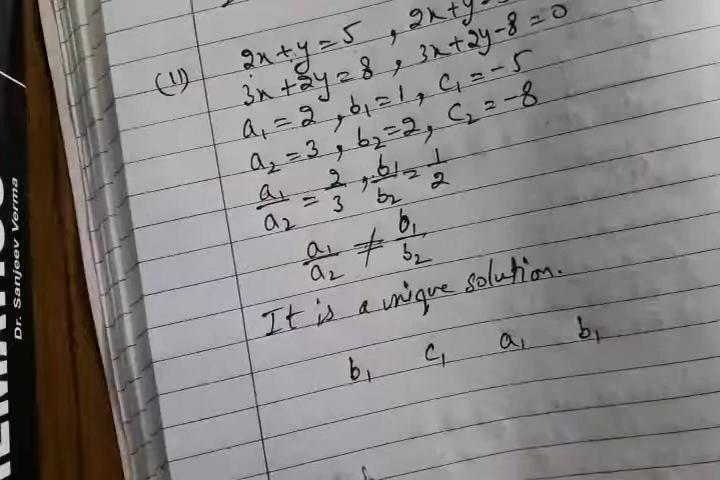 (11) 2x+y=5 , 2x+y-5
3x+2y=8 , 3x+2y-8=0
a₁=2 , b₁=1 , c₁=-5
a₂=3 , b₂=2 , c₂=-8
a₁/a₂ = 2/3 , b₁/b₂ = 1/2
a₁/a₂ ≠ b₁/b₂
It is a unique solution.
b₁ c₁ a₁ b₁
Dr. Sanjeev Verma